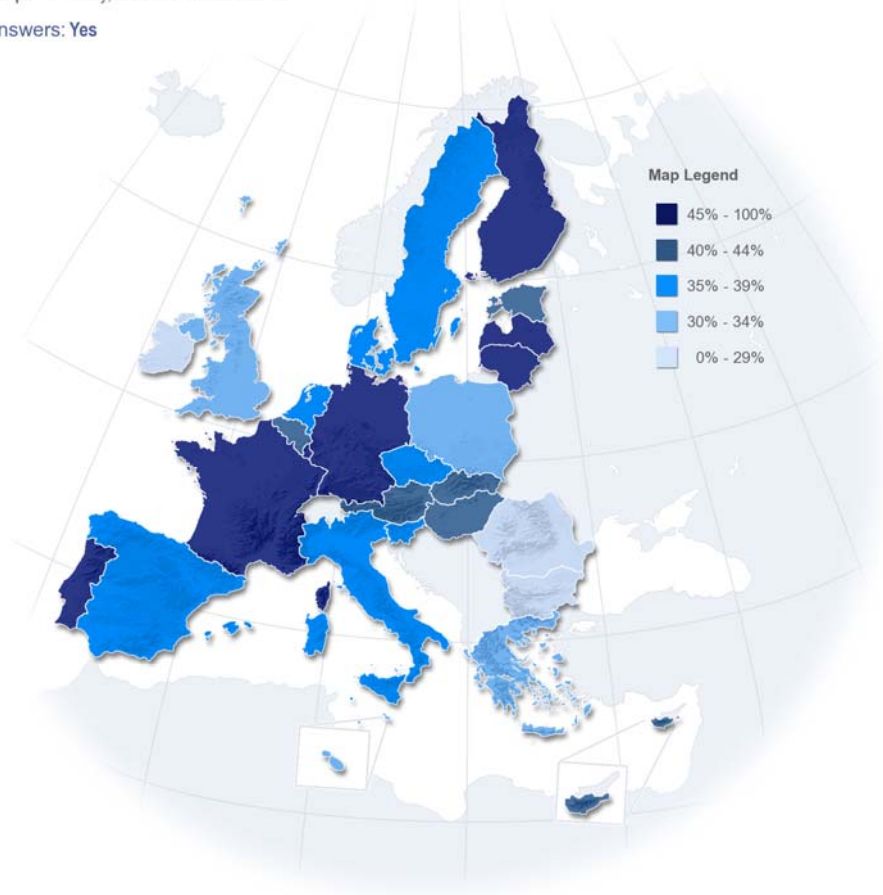 nswers: Yes
Map Legend
45% - 100%
40% - 44%
35% - 39%
30% - 34%
0% - 29%